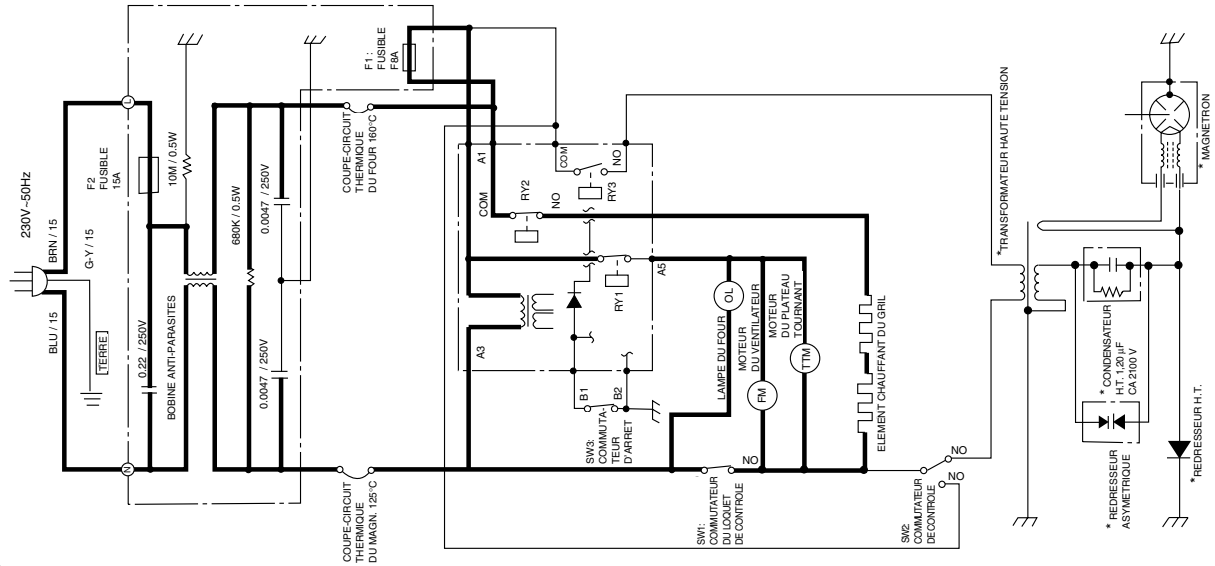 230V~50Hz
BRN / 15
G-Y / 15
BLU / 15
[TERRE]
L
N
F2
FUSIBLE
15A
10M / 0.5W
0.22 / 250V
BOBINE ANTI-PARASITES
680K / 0.5W
0.0047 / 250V
0.0047 / 250V
F1:
FUSIBLE
F8A
COUPE-CIRCUIT
THERMIQUE
DU FOUR 160°C
COUPE-CIRCUIT
THERMIQUE
DU MAGN. 125°C
A1
A3
A5
COM
RY2
NO
COM
NO
RY3
RY1
B1
B2
SW3:
COMMUTA-
TEUR
D'ARRET
OL
LAMPE DU FOUR
FM
MOTEUR
DU VENTILATEUR
TTM
MOTEUR
DU PLATEAU
TOURNANT
ELEMENT CHAUFFANT DU GRIL
SW1:
COMMUTATEUR
DU LOQUET
DE CONTROLE
NO
SW2:
COMMUTATEUR
DE CONTROLE
NO
NO
*TRANSFORMATEUR HAUTE TENSION
* CONDENSATEUR
H.T. 1,20 µF
CA 2100 V
* REDRESSEUR
ASYMETRIQUE
*REDRESSEUR H.T.
* MAGNETRON